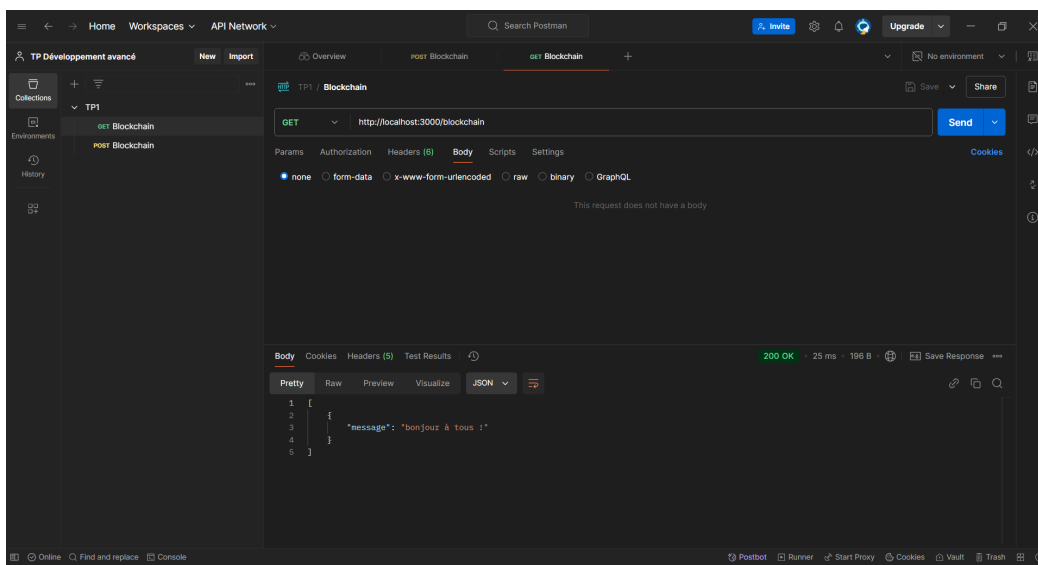 Home Workspaces API Network Search Postman Invite Upgrade
TP Développement avancé New Import Overview POST Blockchain GET Blockchain No environment
Collections
Environments
History
TP1
GET Blockchain
POST Blockchain
HTTP TP1 / Blockchain Save Share
GET http://localhost:3000/blockchain Send
Params Authorization Headers (6) Body Scripts Settings Cookies
none form-data x-www-form-urlencoded raw binary GraphQL
This request does not have a body
Body Cookies Headers (5) Test Results 200 OK 25 ms 196 B Save Response
Pretty Raw Preview Visualize JSON
1 [
2 {
3 "message": "bonjour à tous !"
4 }
5 ]
Online Find and replace Console Postbot Runner Start Proxy Cookies Vault Trash